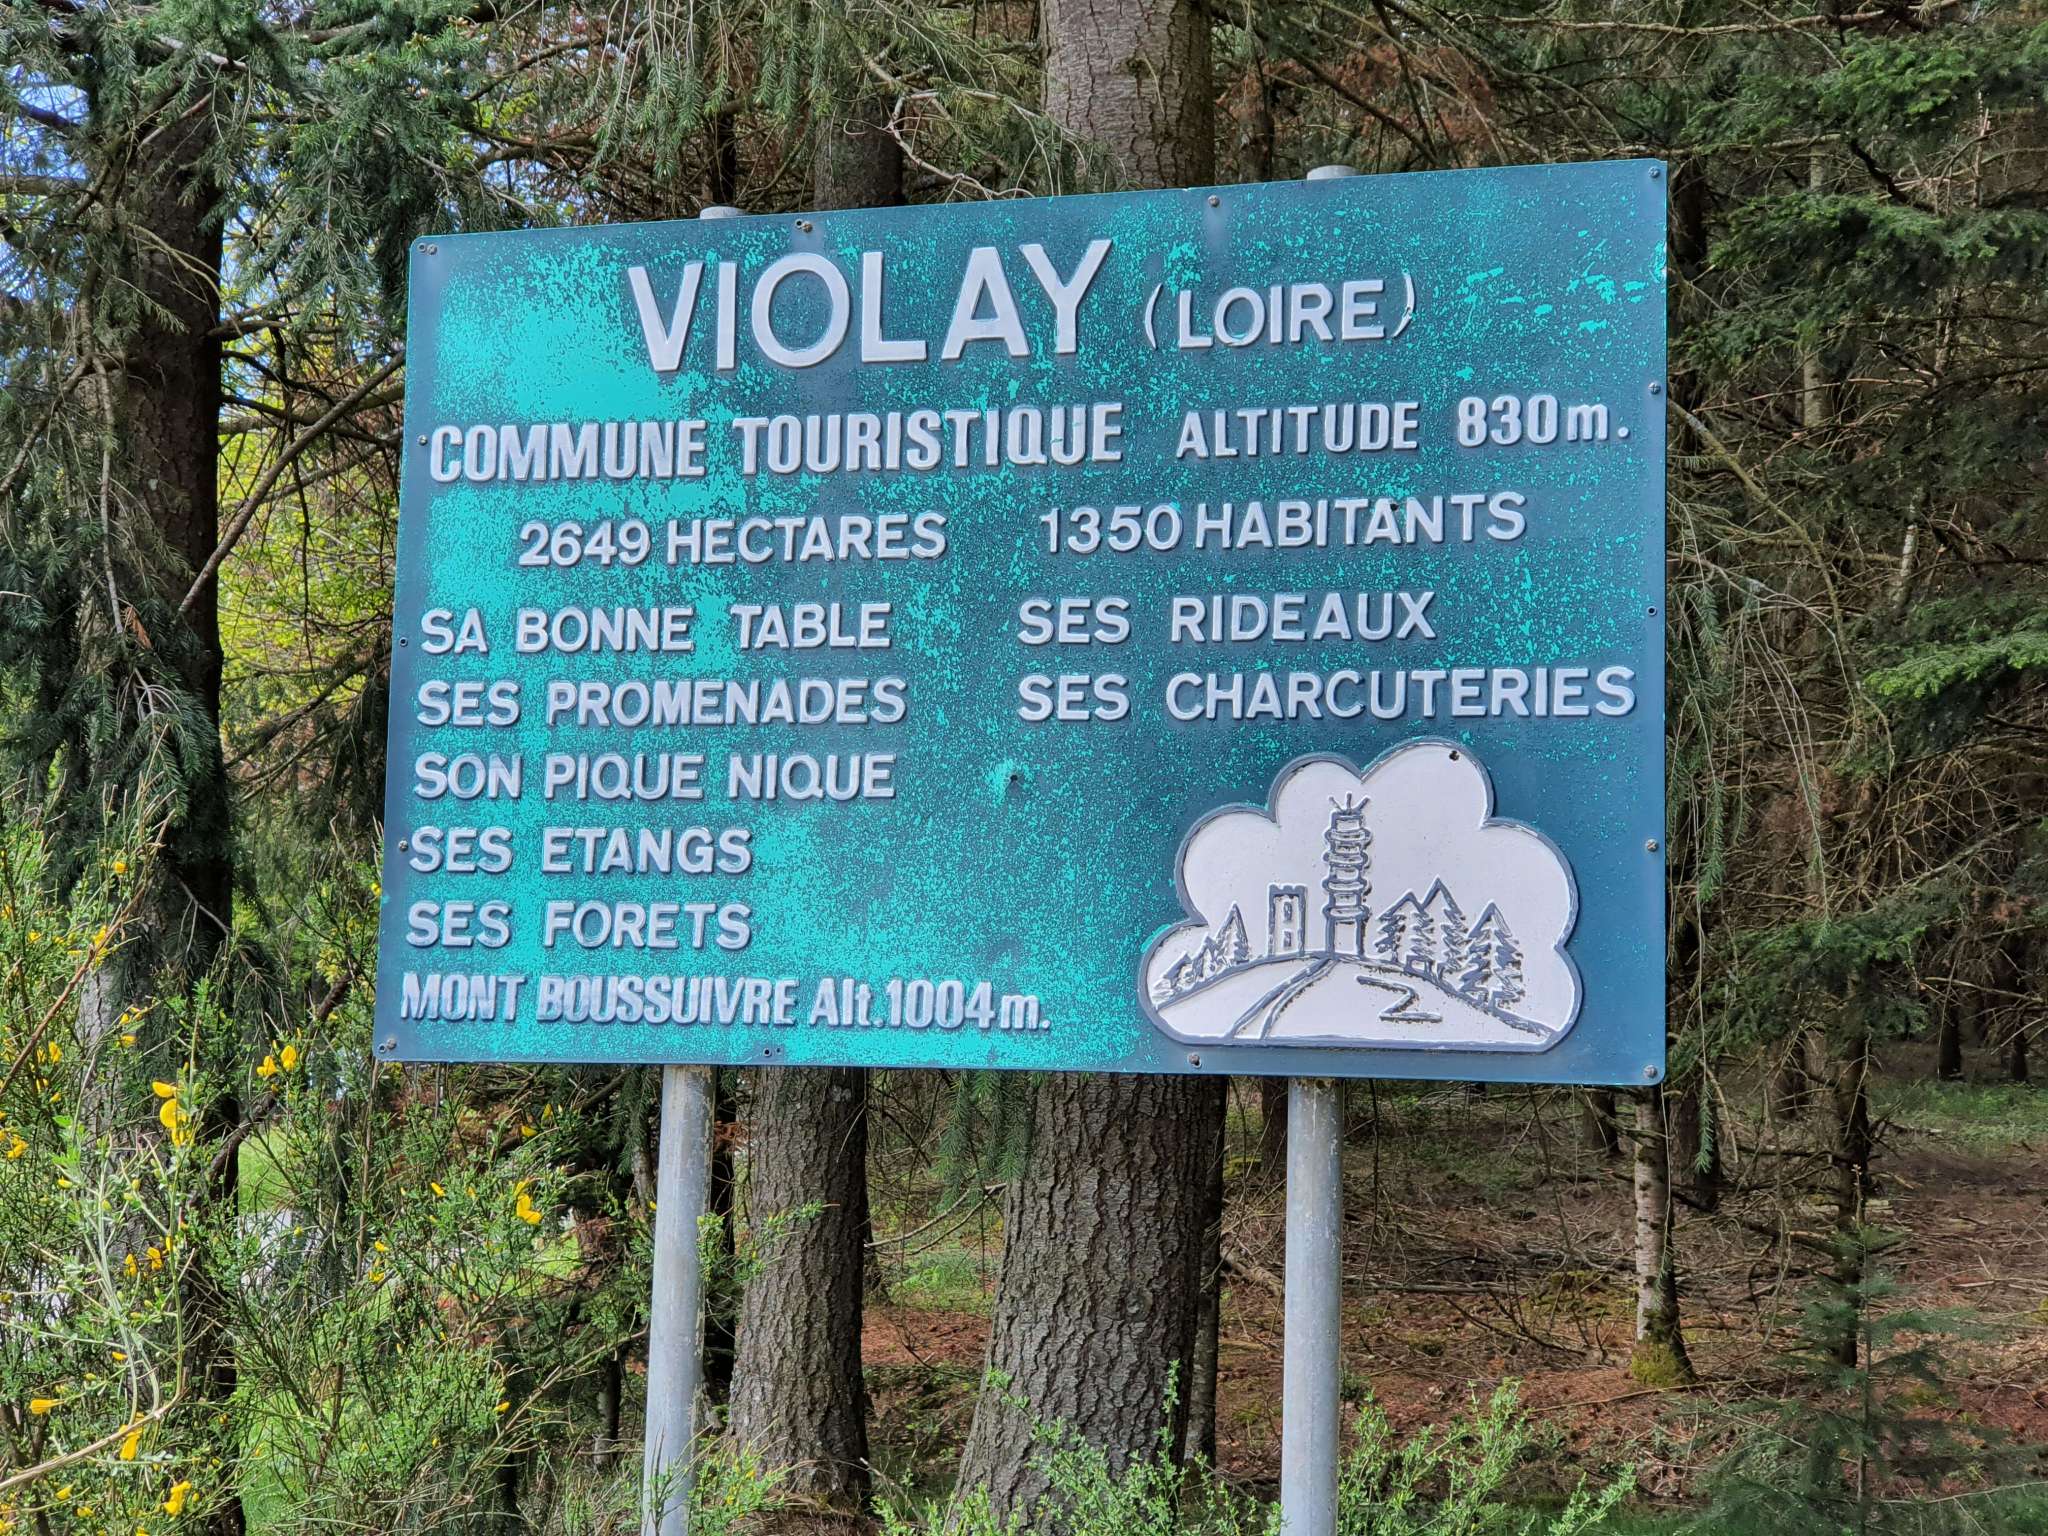 VIOLAY (LOIRE)
COMMUNE TOURISTIQUE ALTITUDE 830m.
2649 HECTARES 1350 HABITANTS
SA BONNE TABLE SES RIDEAUX
SES PROMENADES SES CHARCUTERIES
SON PIQUE NIQUE
SES ETANGS
SES FORETS
MONT BOUSSUIVRE Alt.1004m.